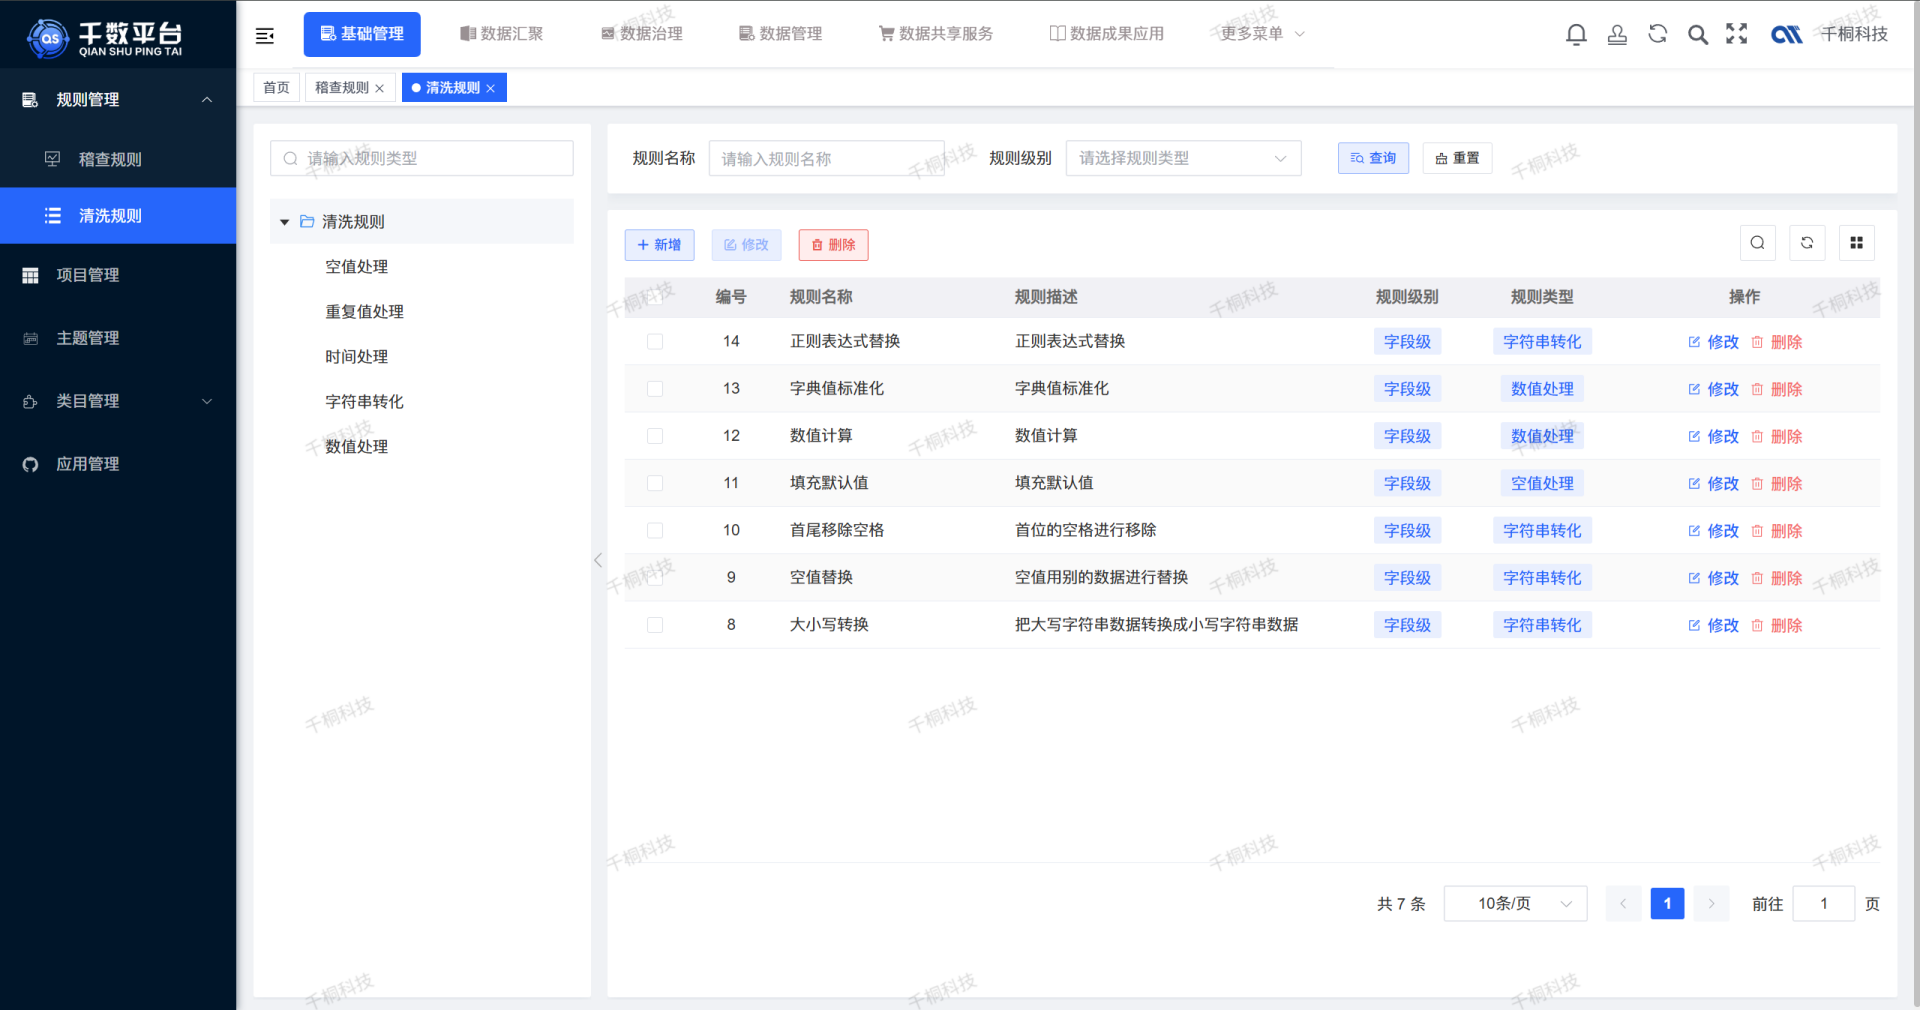 千数平台
QIAN SHU PING TAI
基础管理
数据汇聚
数据治理
数据管理
数据共享服务
数据成果应用
更多菜单
千桐科技
首页
稽查规则
清洗规则
规则管理
稽查规则
清洗规则
项目管理
主题管理
类目管理
应用管理
请输入规则类型
清洗规则
空值处理
重复值处理
时间处理
字符串转化
数值处理
规则名称 请输入规则名称 规则级别 请选择规则类型 查询 重置
新增 修改 删除
编号 规则名称 规则描述 规则级别 规则类型 操作
14 正则表达式替换 正则表达式替换 字段级 字符串转化 修改 删除
13 字典值标准化 字典值标准化 字段级 数值处理 修改 删除
12 数值计算 数值计算 字段级 数值处理 修改 删除
11 填充默认值 填充默认值 字段级 空值处理 修改 删除
10 首尾移除空格 首位的空格进行移除 字段级 字符串转化 修改 删除
9 空值替换 空值用别的数据进行替换 字段级 字符串转化 修改 删除
8 大小写转换 把大写字符串数据转换成小写字符串数据 字段级 字符串转化 修改 删除
共 7 条 10条/页 1 前往 1 页
千桐科技